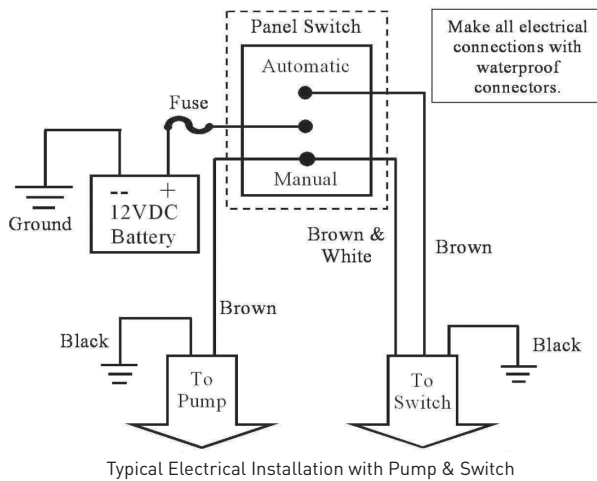 Panel Switch
Automatic
Manual
Make all electrical
connections with
waterproof
connectors.
Fuse
-- +
12VDC
Battery
Ground
Brown &
White
Brown
Brown
Black
To
Pump
To
Switch
Black
Typical Electrical Installation with Pump & Switch